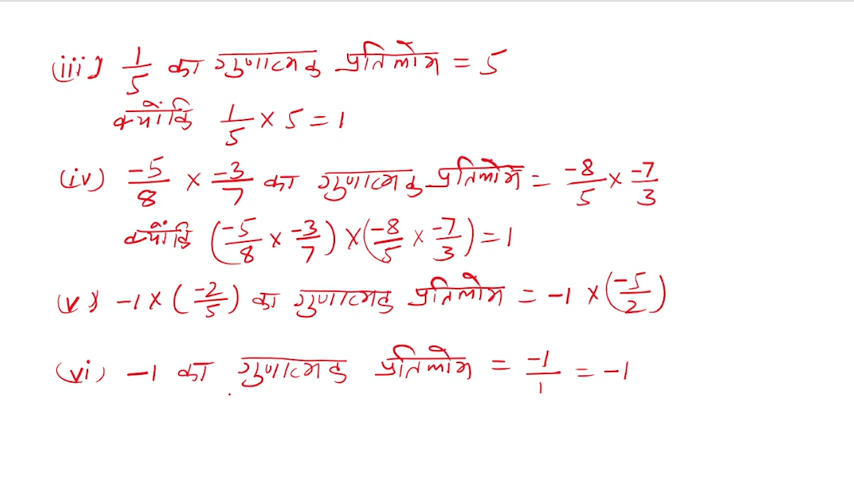 (iii) 1/5 का गुणात्मक प्रतिलोम = 5
क्योंकि 1/5 × 5 = 1
(iv) -5/8 × -3/7 का गुणात्मक प्रतिलोम = -8/5 × -7/3
क्योंकि (-5/8 × -3/7) × (-8/5 × -7/3) = 1
(v) -1 × (-2/5) का गुणात्मक प्रतिलोम = -1 × (-5/2)
(vi) -1 का गुणात्मक प्रतिलोम = -1/1 = -1